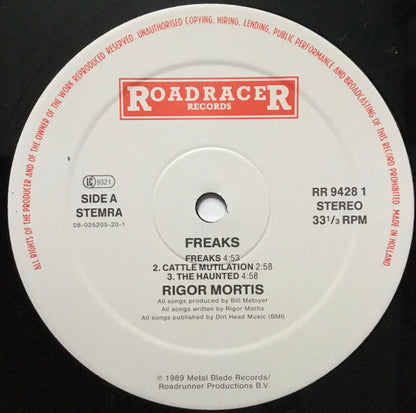 ALL RIGHTS OF THE PRODUCER AND OF THE OWNER OF THE WORK REPRODUCED RESERVED. UNAUTHORISED COPYING, HIRING, LENDING, PUBLIC PERFORMANCE AND BROADCASTING OF THIS RECORD PROHIBITED. MADE IN HOLLAND
ROADRACER
RECORDS
LC 9321
SIDE A
STEMRA
08-025205-20-1
RR 9428 1
STEREO
33 1/3 RPM
FREAKS
FREAKS 4:53
2. CATTLE MUTILATION 2:58
3. THE HAUNTED 4:58
RIGOR MORTIS
All songs produced by Bill Metoyer
All songs written by Rigor Mortis
All songs published by Dirt Head Music (BMI)
℗ 1989 Metal Blade Records/
Roadrunner Productions B.V.